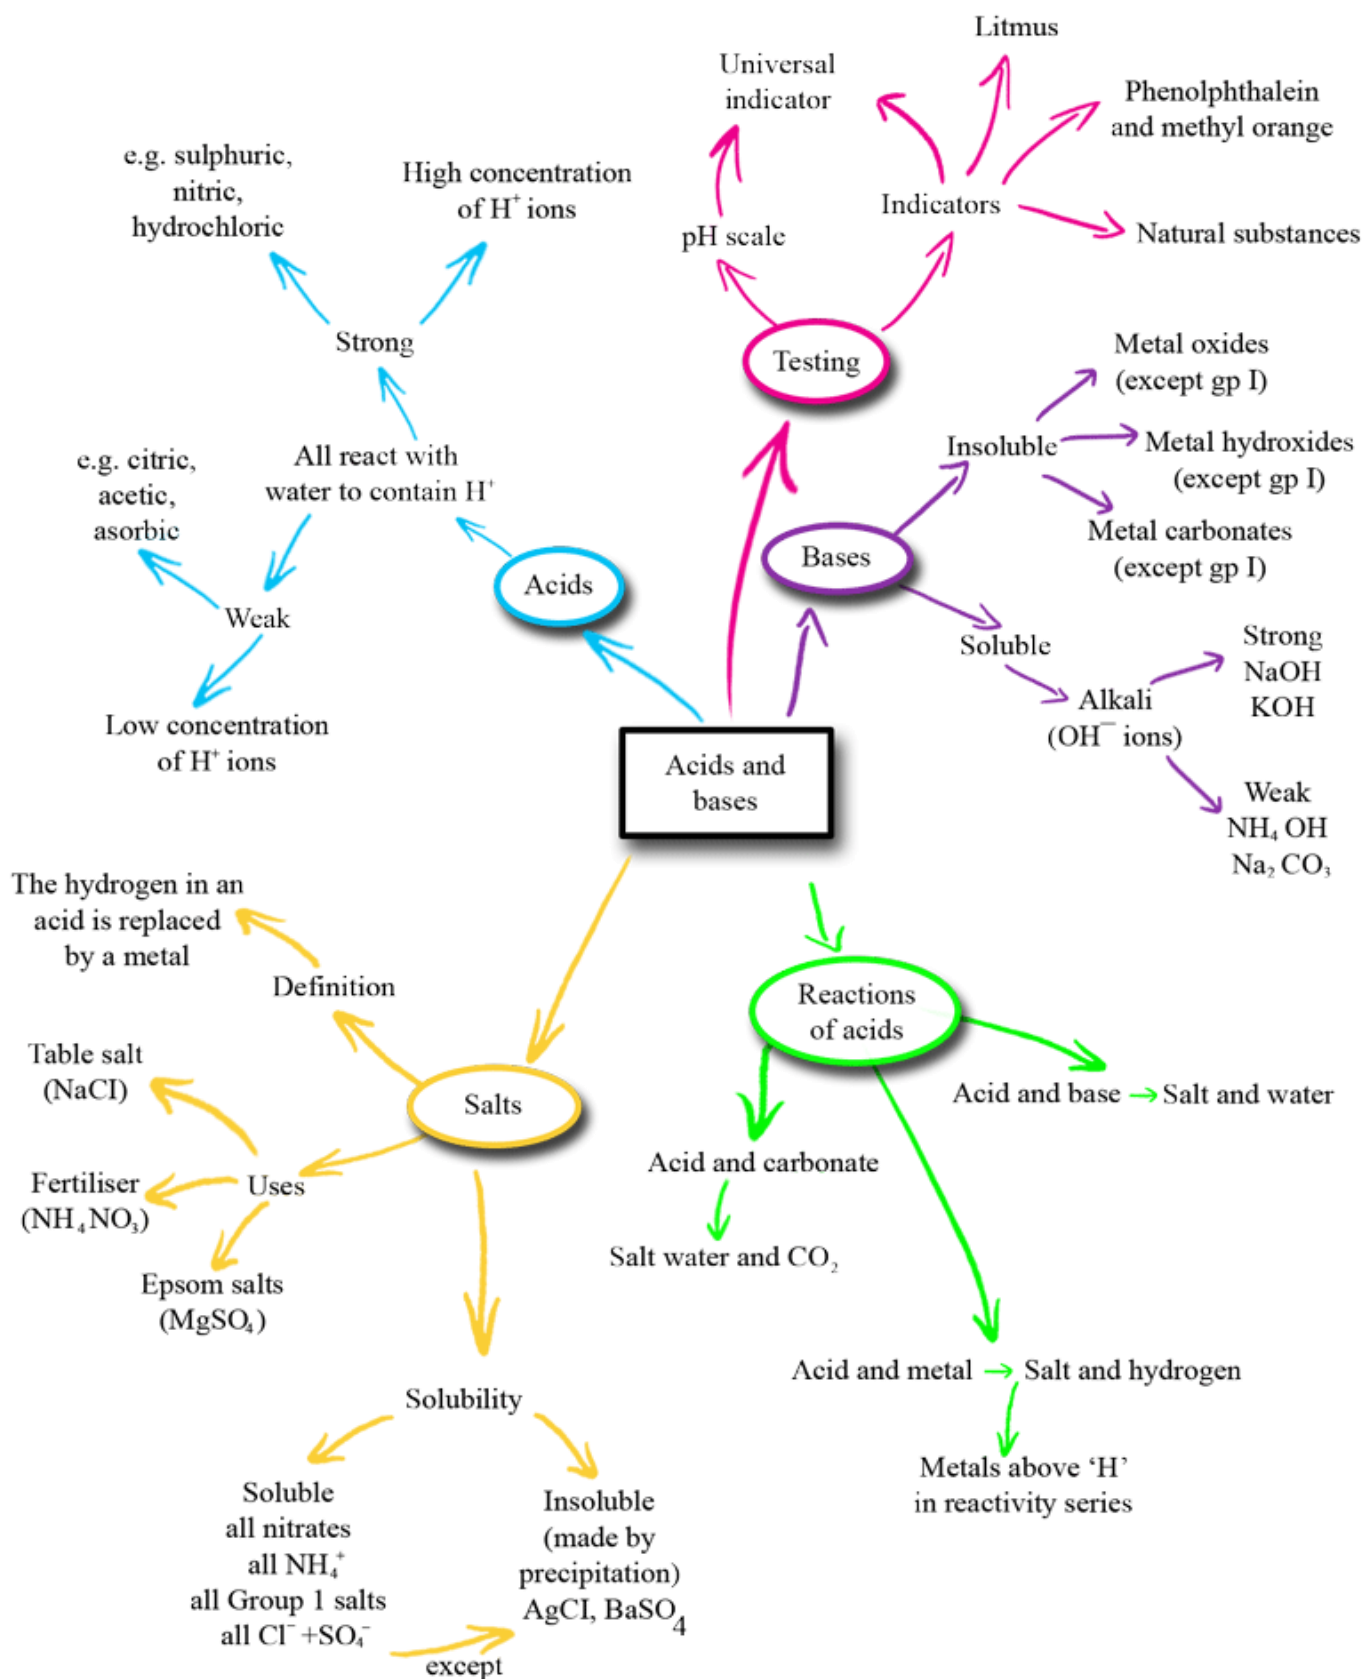 Litmus
Universal
indicator
Phenolphthalein
and methyl orange
Indicators
Natural substances
pH scale
Testing
e.g. sulphuric,
nitric,
hydrochloric
High concentration
of H⁺ ions
Strong
All react with
water to contain H⁺
e.g. citric,
acetic,
asorbic
Acids
Weak
Low concentration
of H⁺ ions
Metal oxides
(except gp I)
Insoluble
Metal hydroxides
(except gp I)
Metal carbonates
(except gp I)
Bases
Soluble
Alkali
(OH⁻ ions)
Strong
NaOH
KOH
Weak
NH₄ OH
Na₂ CO₃
Acids and
bases
The hydrogen in an
acid is replaced
by a metal
Definition
Table salt
(NaCI)
Salts
Fertiliser
(NH₄ NO₃)
Uses
Epsom salts
(MgSO₄)
Solubility
Soluble
all nitrates
all NH₄⁺
all Group 1 salts
all Cl⁻ +SO₄⁻
except
Insoluble
(made by
precipitation)
AgCI, BaSO₄
Reactions
of acids
Acid and base → Salt and water
Acid and carbonate
Salt water and CO₂
Acid and metal → Salt and hydrogen
Metals above ‘H’
in reactivity series